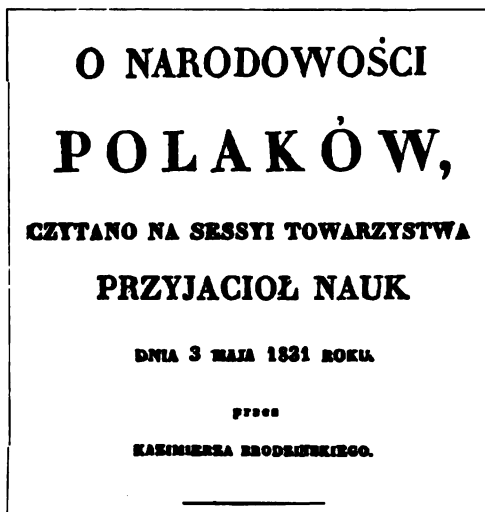 O NARODOWOŚCI
POLAKÓW,
CZYTANO NA SESSYI TOWARZYSTWA
PRZYJACIOŁ NAUK
DNIA 3 MAJA 1831 ROKU.
przez
KAZIMIERZA BRODZIŃSKIEGO.